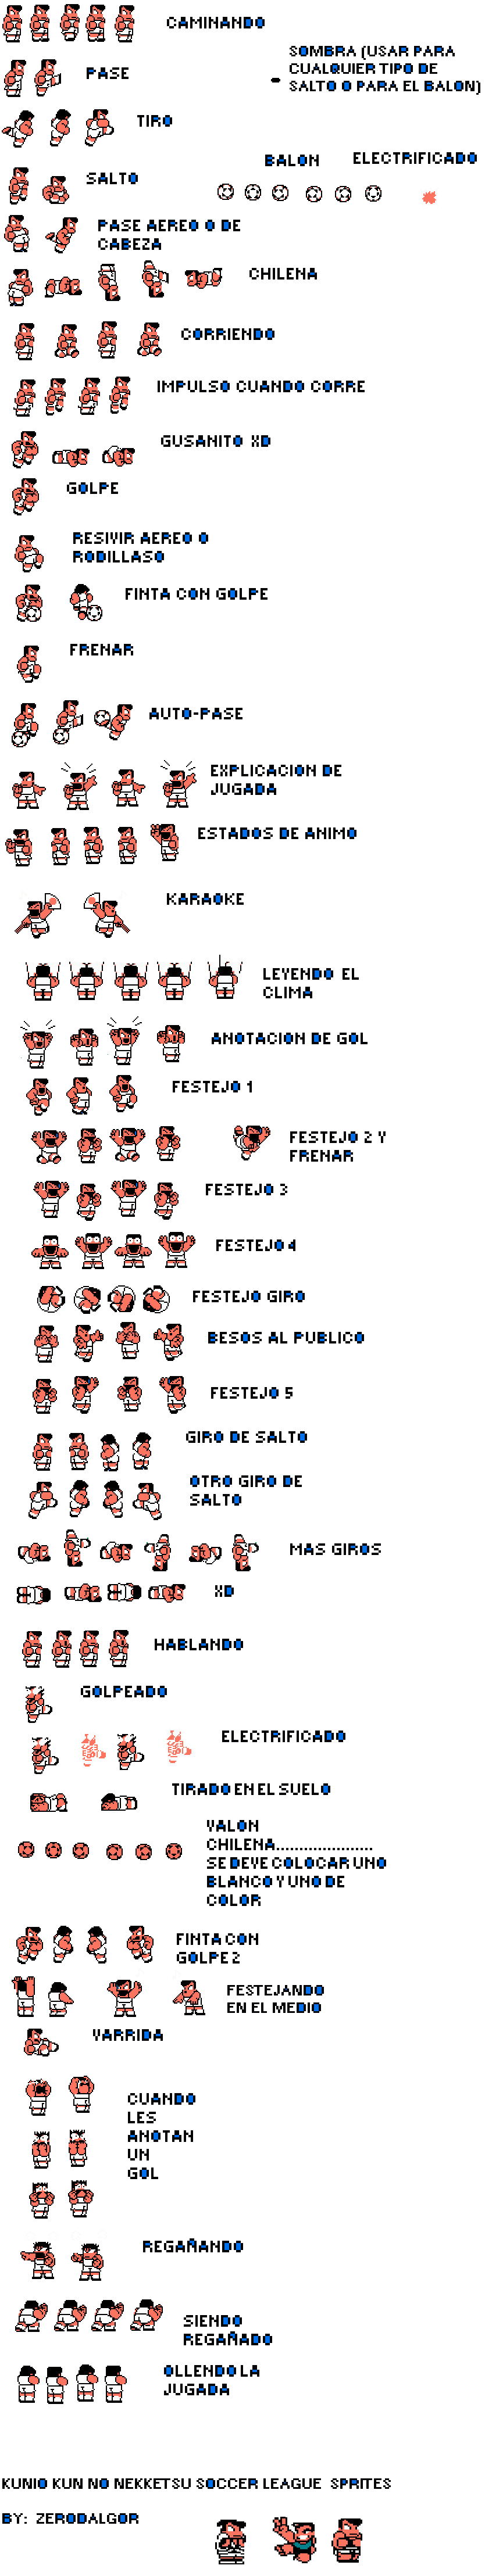 CAMINANDO
SOMBRA (USAR PARA
CUALQUIER TIPO DE
SALTO O PARA EL BALON)
PASE
TIRO
BALON
ELECTRIFICADO
SALTO
PASE AEREO O DE
CABEZA
CHILENA
CORRIENDO
IMPULSO CUANDO CORRE
GUSANITO XD
GOLPE
RESIVIR AEREO O
RODILLASO
FINTA CON GOLPE
FRENAR
AUTO-PASE
EXPLICACION DE
JUGADA
ESTADOS DE ANIMO
KARAOKE
LEYENDO EL
CLIMA
ANOTACION DE GOL
FESTEJO 1
FESTEJO 2 Y
FRENAR
FESTEJO 3
FESTEJO 4
FESTEJO GIRO
BESOS AL PUBLICO
FESTEJO 5
GIRO DE SALTO
OTRO GIRO DE
SALTO
MAS GIROS
XD
HABLANDO
GOLPEADO
ELECTRIFICADO
TIRADO EN EL SUELO
VALON
CHILENA.....................
SE DEVE COLOCAR UNO
BLANCO Y UNO DE
COLOR
FINTA CON
GOLPE 2
FESTEJANDO
EN EL MEDIO
VARRIDA
CUANDO
LES
ANOTAN
UN
GOL
REGAÑANDO
SIENDO
REGAÑADO
OLLENDO LA
JUGADA
KUNIO KUN NO NEKKETSU SOCCER LEAGUE SPRITES
BY: ZERODALGOR